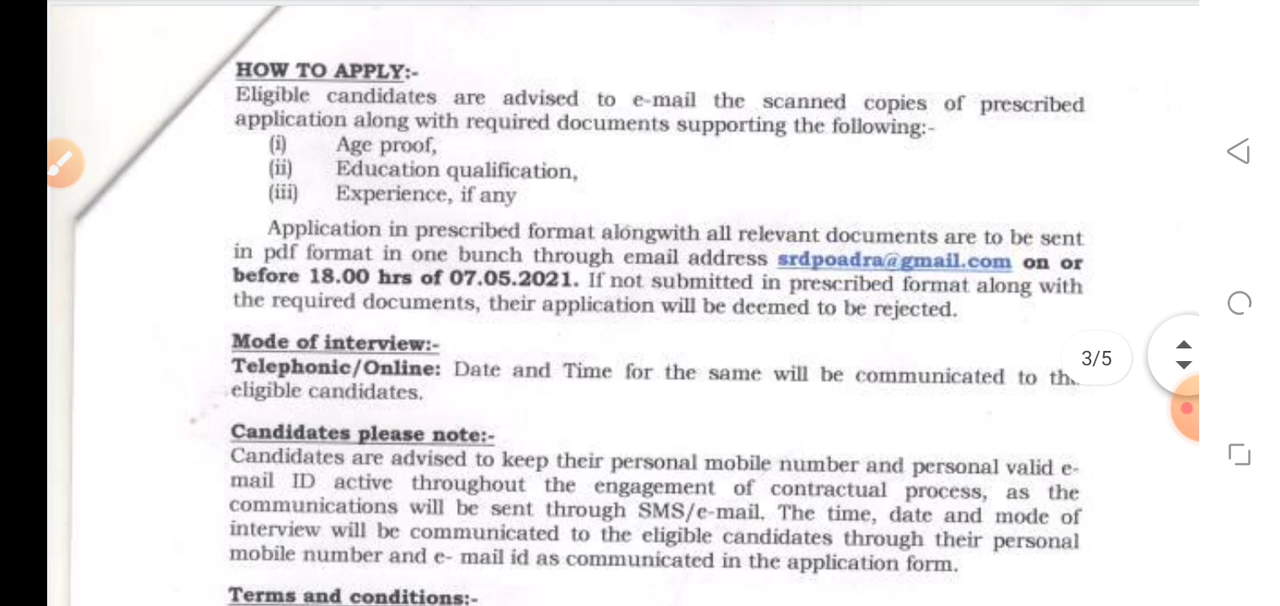 HOW TO APPLY:-
Eligible candidates are advised to e-mail the scanned copies of prescribed
application along with required documents supporting the following:-
(i) Age proof,
(ii) Education qualification,
(iii) Experience, if any
Application in prescribed format alongwith all relevant documents are to be sent
in pdf format in one bunch through email address srdpoadra@gmail.com on or
before 18.00 hrs of 07.05.2021. If not submitted in prescribed format along with
the required documents, their application will be deemed to be rejected.
Mode of interview:-
Telephonic/Online: Date and Time for the same will be communicated to
eligible candidates.
3/5
Candidates please note:-
Candidates are advised to keep their personal mobile number and personal valid e-
mail ID active throughout the engagement of contractual process, as the
communications will be sent through SMS/e-mail. The time, date and mode of
interview will be communicated to the eligible candidates through their personal
mobile number and e- mail id as communicated in the application form.
Terms and conditions:-